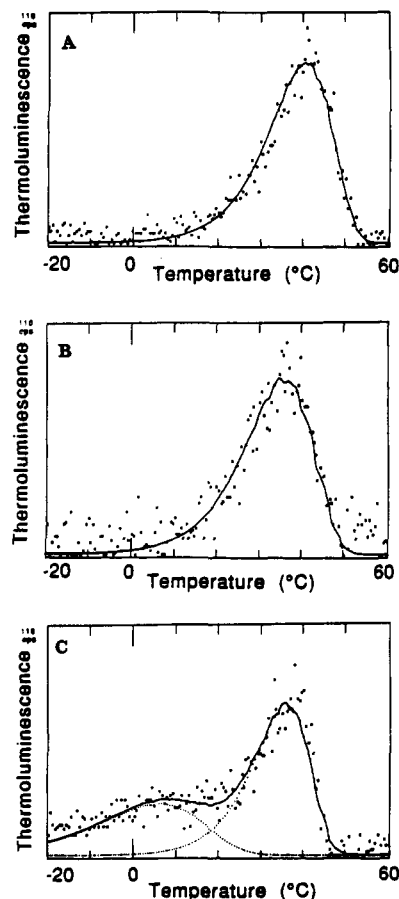 A
Thermoluminescence
-20
0
60
Temperature (°C)
B
Thermoluminescence
-20
0
60
Temperature (°C)
C
Thermoluminescence
-20
0
60
Temperature (°C)